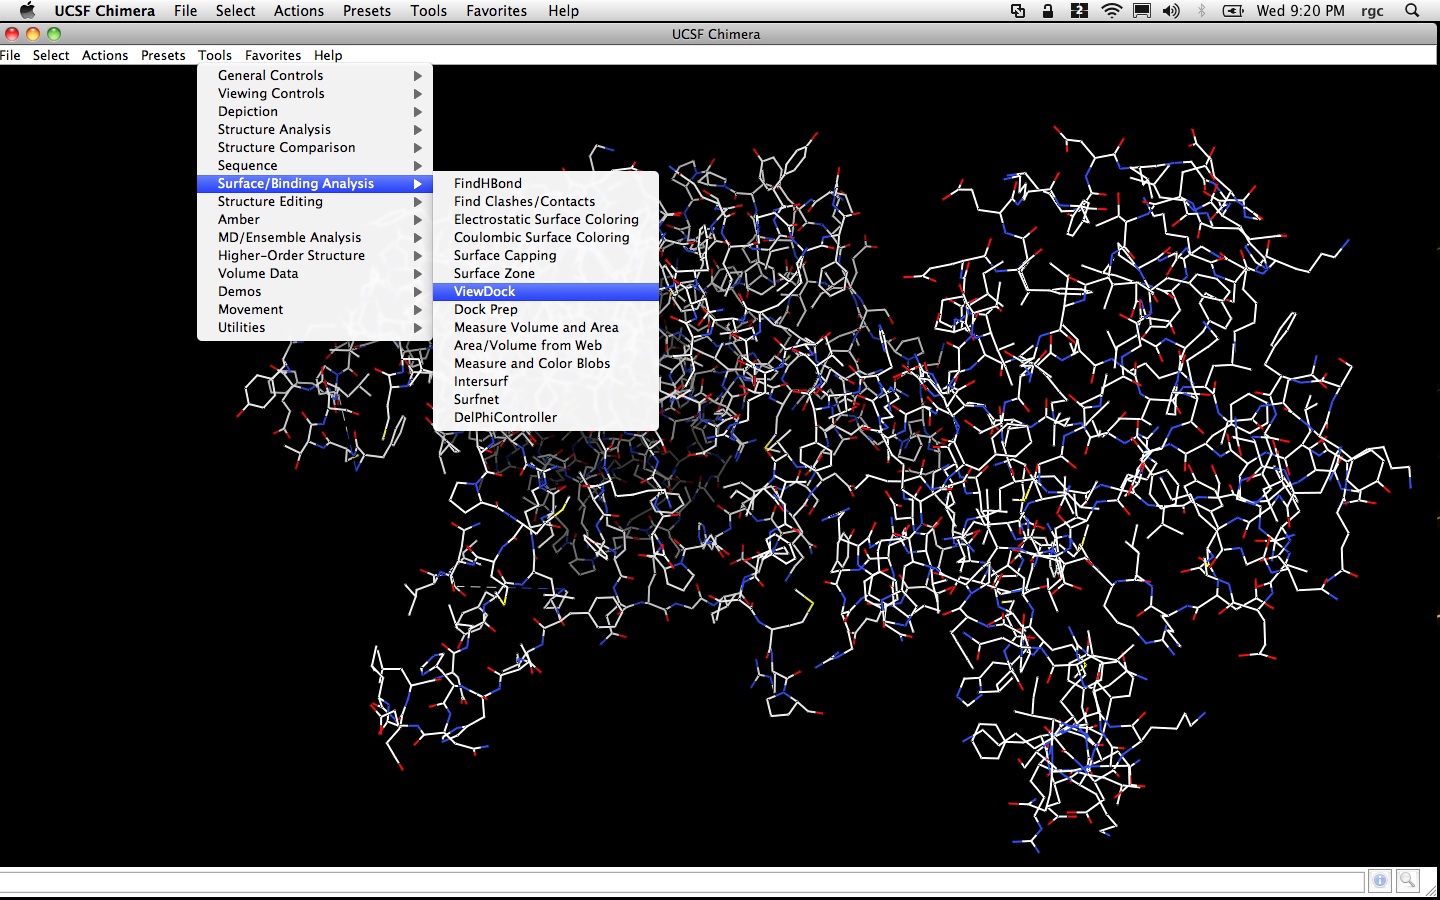 UCSF Chimera File Select Actions Presets Tools Favorites Help 2 Wed 9:20 PM rgc
UCSF Chimera
File Select Actions Presets Tools Favorites Help
General Controls
Viewing Controls
Depiction
Structure Analysis
Structure Comparison
Sequence
Surface/Binding Analysis
Structure Editing
Amber
MD/Ensemble Analysis
Higher-Order Structure
Volume Data
Demos
Movement
Utilities
FindHBond
Find Clashes/Contacts
Electrostatic Surface Coloring
Coulombic Surface Coloring
Surface Capping
Surface Zone
ViewDock
Dock Prep
Measure Volume and Area
Area/Volume from Web
Measure and Color Blobs
Intersurf
Surfnet
DelPhiController